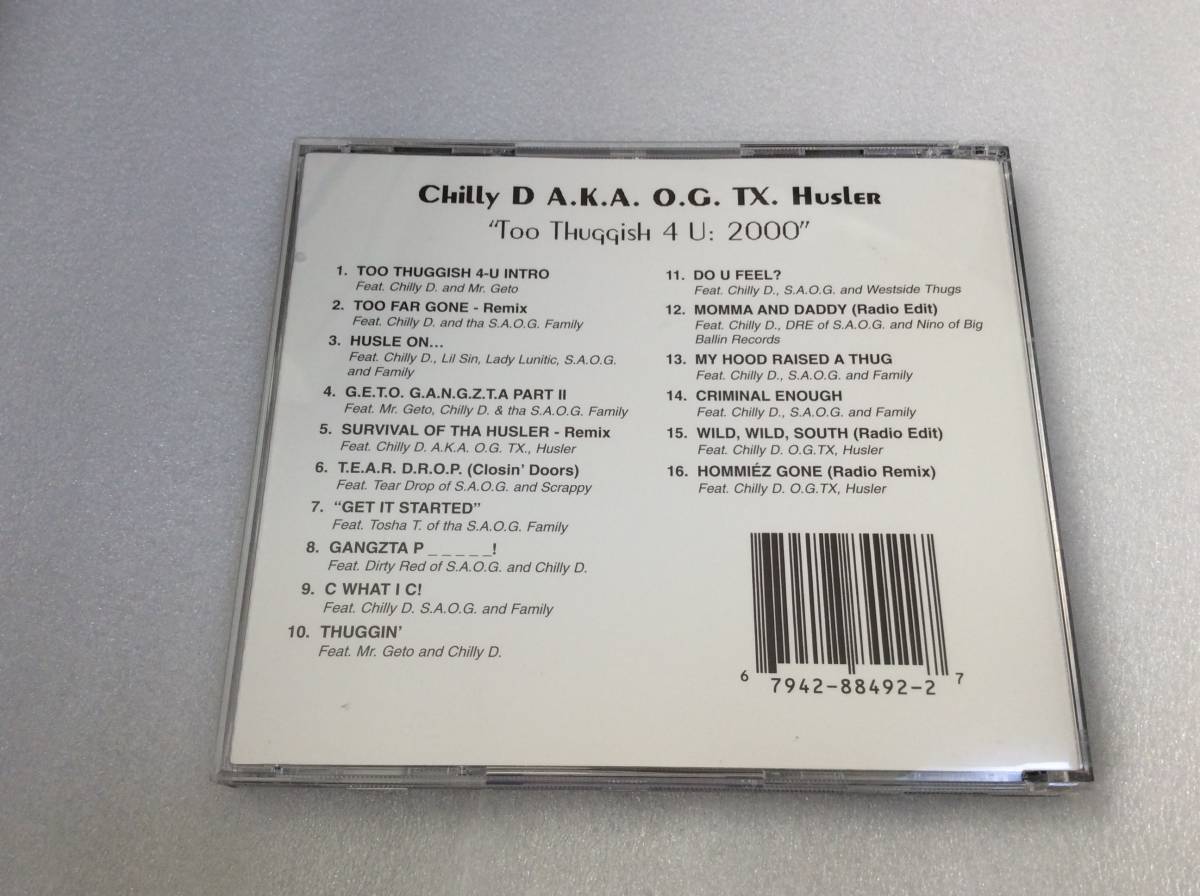 Chilly D A.K.A. O.G. TX. Husler
"Too Thuggish 4 U: 2000"
1. TOO THUGGISH 4-U INTRO
Feat. Chilly D. and Mr. Geto
2. TOO FAR GONE - Remix
Feat. Chilly D. and tha S.A.O.G. Family
3. HUSLE ON...
Feat. Chilly D., Lil Sin, Lady Lunitic, S.A.O.G.
and Family
4. G.E.T.O. G.A.N.G.Z.T.A PART II
Feat. Mr. Geto, Chilly D. & tha S.A.O.G. Family
5. SURVIVAL OF THA HUSLER - Remix
Feat. Chilly D. A.K.A. O.G. TX., Husler
6. T.E.A.R. D.R.O.P. (Closin' Doors)
Feat. Tear Drop of S.A.O.G. and Scrappy
7. "GET IT STARTED"
Feat. Tosha T. of tha S.A.O.G. Family
8. GANGZTA P _ _ _ _ _!
Feat. Dirty Red of S.A.O.G. and Chilly D.
9. C WHAT I C!
Feat. Chilly D. S.A.O.G. and Family
10. THUGGIN'
Feat. Mr. Geto and Chilly D.
11. DO U FEEL?
Feat. Chilly D., S.A.O.G. and Westside Thugs
12. MOMMA AND DADDY (Radio Edit)
Feat. Chilly D., DRE of S.A.O.G. and Nino of Big
Ballin Records
13. MY HOOD RAISED A THUG
Feat. Chilly D., S.A.O.G. and Family
14. CRIMINAL ENOUGH
Feat. Chilly D., S.A.O.G. and Family
15. WILD, WILD, SOUTH (Radio Edit)
Feat. Chilly D. O.G.TX, Husler
16. HOMMIÉZ GONE (Radio Remix)
Feat. Chilly D. O.G.TX, Husler
6 7942-88492-2 7